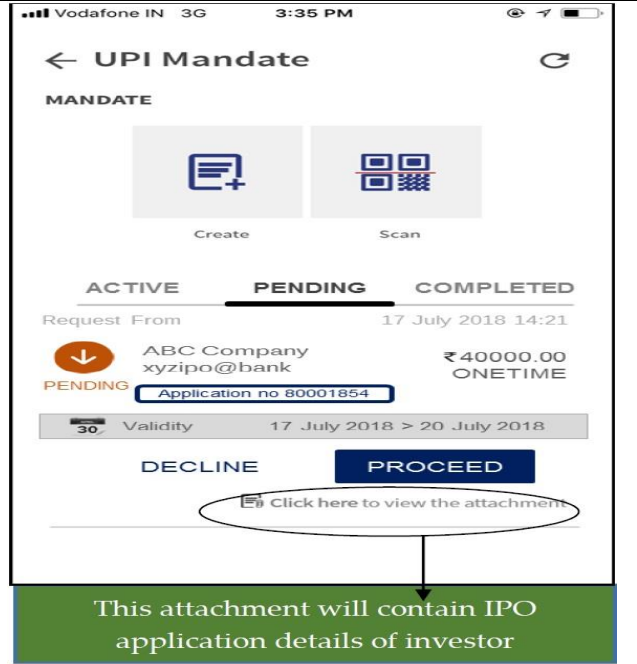 Vodafone IN 3G 3:35 PM
← UPI Mandate
MANDATE
Create Scan
ACTIVE PENDING COMPLETED
Request From 17 July 2018 14:21
ABC Company ₹40000.00
xyzipo@bank ONETIME
PENDING
Application no 80001854
30 Validity 17 July 2018 > 20 July 2018
DECLINE PROCEED
Click here to view the attachment
This attachment will contain IPO
application details of investor